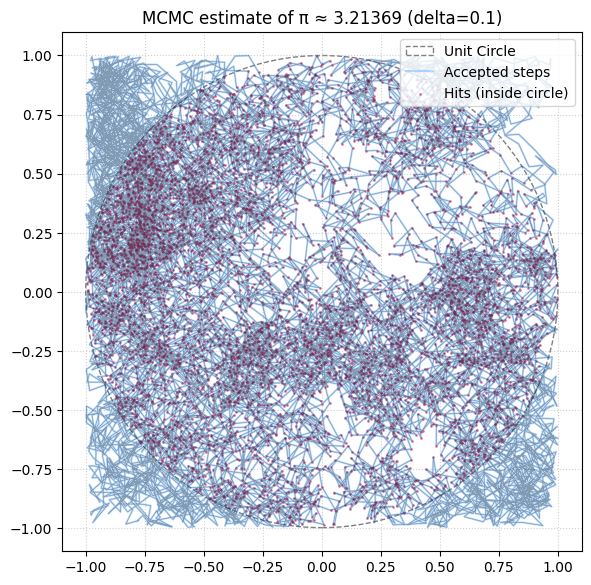 MCMC estimate of π ≈ 3.21369 (delta=0.1)
Unit Circle
Accepted steps
Hits (inside circle)
1.00
0.75
0.50
0.25
0.00
−0.25
−0.50
−0.75
−1.00
−1.00 −0.75 −0.50 −0.25 0.00 0.25 0.50 0.75 1.00